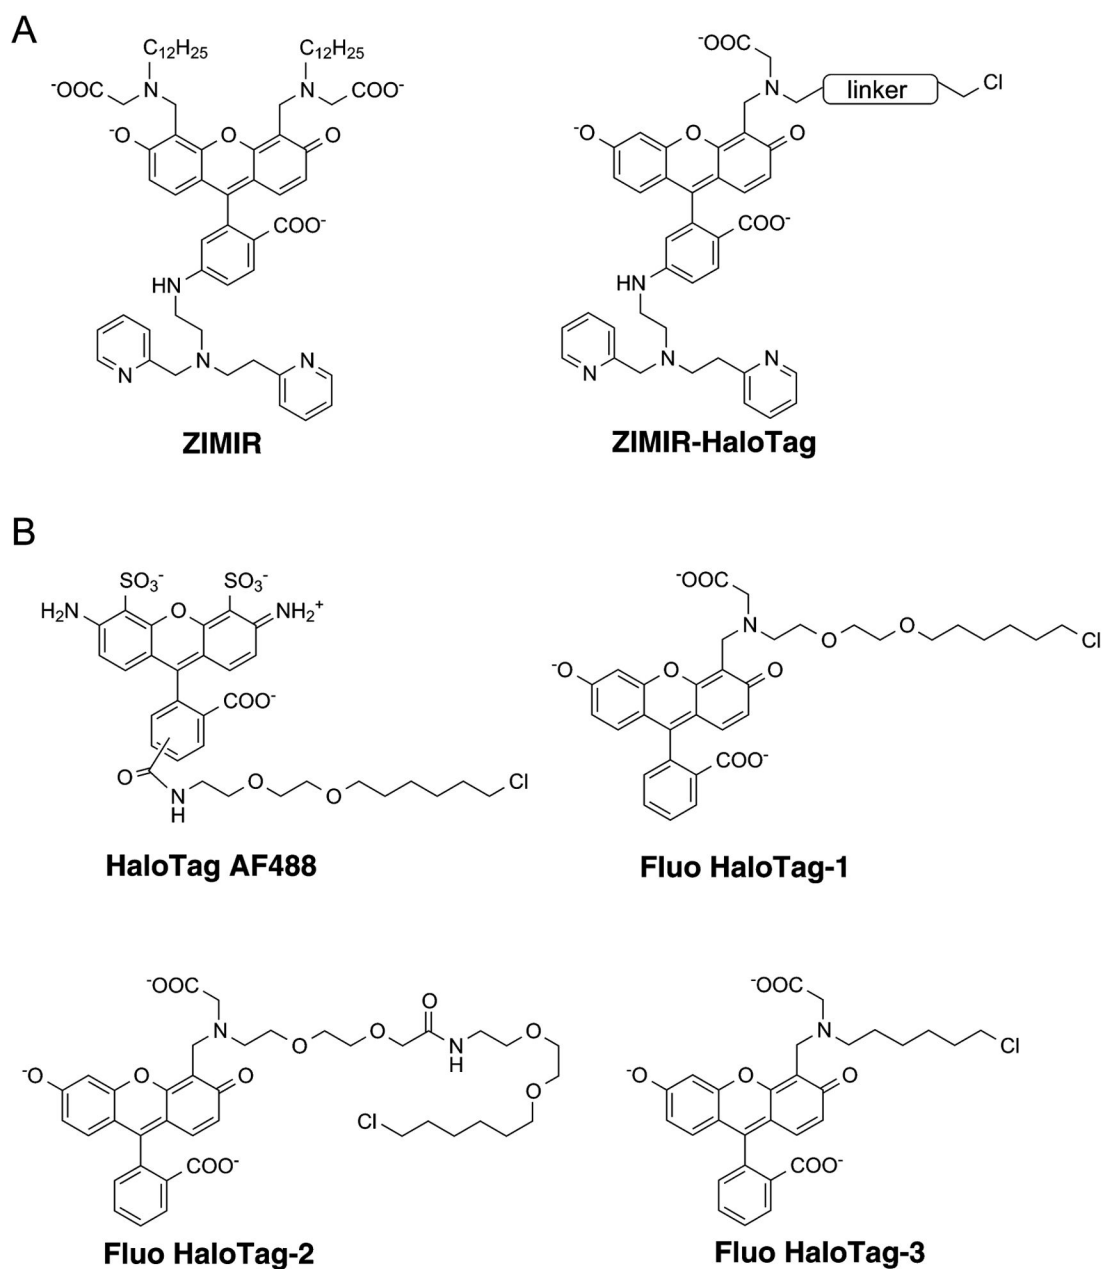 A
C12H25 C12H25
-OOC N N COO-
-O O O
COO-
HN
N N N
ZIMIR
-OOC
N linker Cl
-O O O
COO-
HN
N N N
ZIMIR-HaloTag
B
SO3- SO3-
H2N O NH2+
COO-
O
N
H
O O Cl
HaloTag AF488
-OOC
N O O Cl
-O O O
COO-
Fluo HaloTag-1
-OOC
N O O O N H O
-O O O
Cl O
COO-
Fluo HaloTag-2
-OOC
N Cl
-O O O
COO-
Fluo HaloTag-3